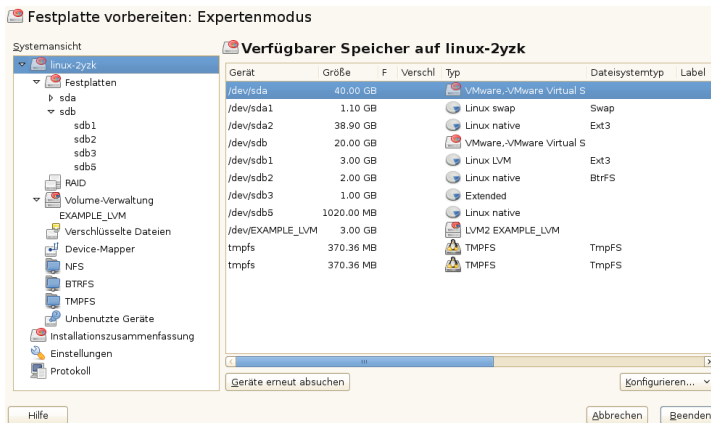 Festplatte vorbereiten: Expertenmodus
Systemansicht
linux-2yzk
Festplatten
sda
sdb
sdb1
sdb2
sdb3
sdb5
RAID
Volume-Verwaltung
EXAMPLE_LVM
Verschlüsselte Dateien
Device-Mapper
NFS
BTRFS
TMPFS
Unbenutzte Geräte
Installationszusammenfassung
Einstellungen
Protokoll
Verfügbarer Speicher auf linux-2yzk
Gerät Größe F Verschl Typ Dateisystemtyp Label
/dev/sda 40.00 GB VMware,-VMware Virtual S
/dev/sda1 1.10 GB Linux swap Swap
/dev/sda2 38.90 GB Linux native Ext3
/dev/sdb 20.00 GB VMware,-VMware Virtual S
/dev/sdb1 3.00 GB Linux LVM Ext3
/dev/sdb2 2.00 GB Linux native BtrFS
/dev/sdb3 1.00 GB Extended
/dev/sdb5 1020.00 MB Linux native
/dev/EXAMPLE_LVM 3.00 GB LVM2 EXAMPLE_LVM
tmpfs 370.36 MB TMPFS TmpFS
tmpfs 370.36 MB TMPFS TmpFS
Geräte erneut absuchen
Konfigurieren...
Hilfe
Abbrechen
Beenden